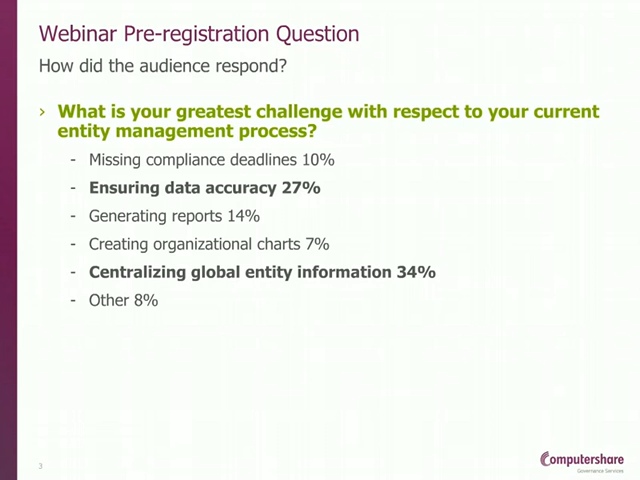 Webinar Pre-registration Question
How did the audience respond?
› What is your greatest challenge with respect to your current
entity management process?
- Missing compliance deadlines 10%
- Ensuring data accuracy 27%
- Generating reports 14%
- Creating organizational charts 7%
- Centralizing global entity information 34%
- Other 8%
3
Computershare
Governance Services